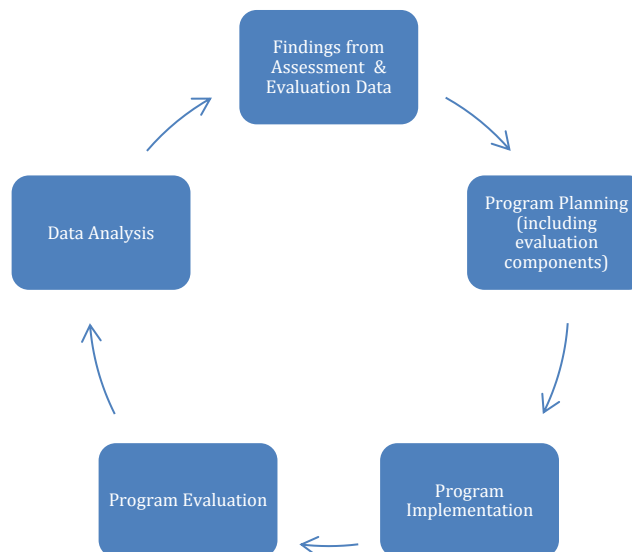 Findings from
Assessment & 
Evaluation Data
Program Planning
(including
evaluation
components)
Program
Implementation
Program Evaluation
Data Analysis